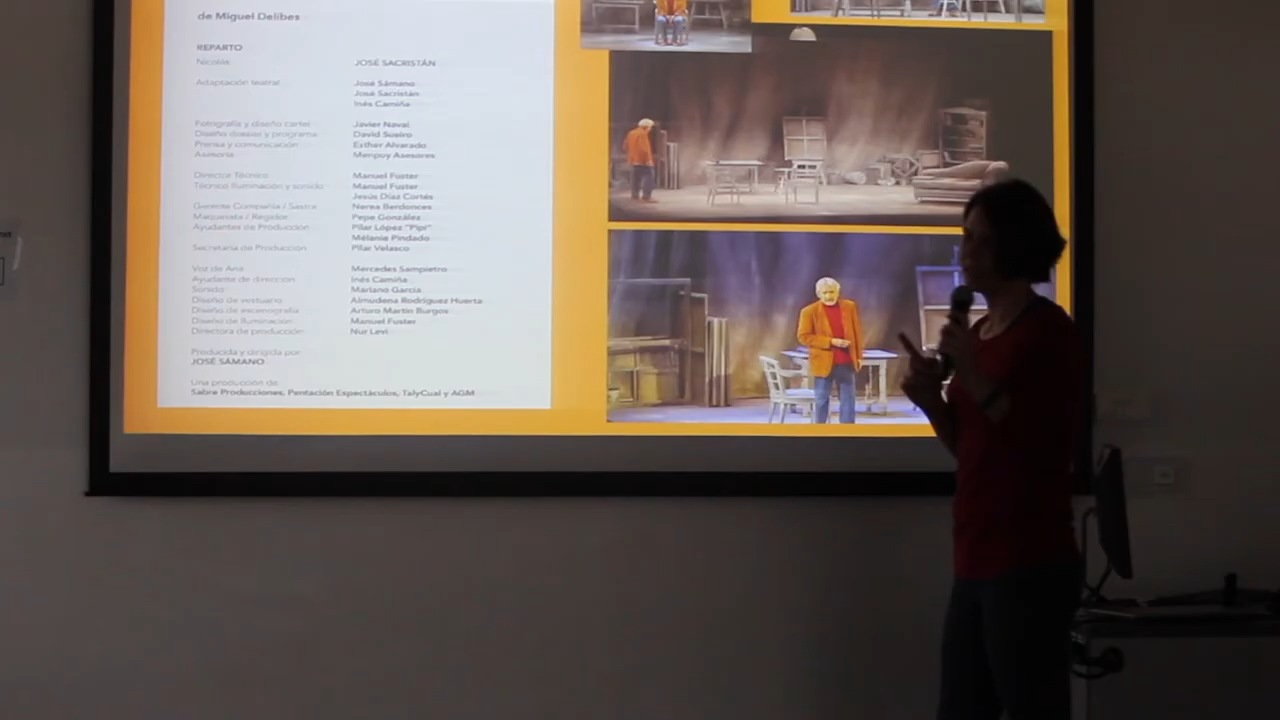 de Miguel Delibes
REPARTO
Nicolás JOSÉ SACRISTÁN
Adaptación teatral José Sámano
José Sacristán
Inés Camiña
Fotografía y diseño cartel Javier Naval
Diseño dossier y programa David Sueiro
Prensa y comunicación Esther Alvarado
Asesoría Menpuy Asesores
Director Técnico Manuel Fuster
Técnico iluminación y sonido Manuel Fuster
Jesús Díaz Cortés
Gerente Compañía / Sastra Nerea Berdonces
Maquinista / Regidor Pepe González
Ayudantes de Producción Pilar López "Pipi"
Mélanie Pindado
Secretaria de Producción Pilar Velasco
Voz de Ana Mercedes Sampietro
Ayudante de dirección Inés Camiña
Sonido Mariano García
Diseño de vestuario Almudena Rodríguez Huerta
Diseño de escenografía Arturo Martín Burgos
Diseño de iluminación Manuel Fuster
Directora de producción Nur Levi
Producida y dirigida por
JOSÉ SÁMANO
Una producción de
Sabre Producciones, Pentación Espectáculos, TalyCual y AGM